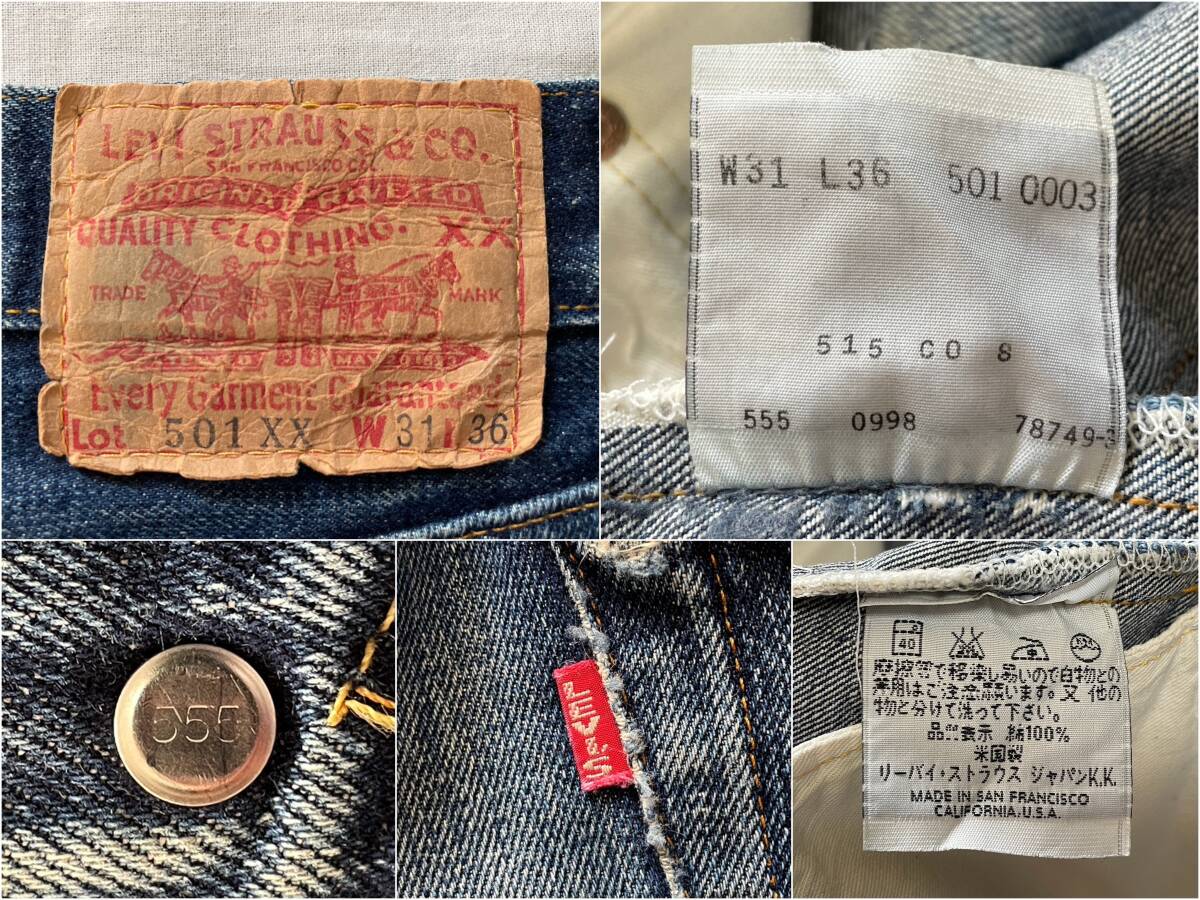 LEVI STRAUSS & CO.
SAN FRANCISCO CAL
ORIGINAL RIVETED
QUALITY CLOTHING. XX
TRADE MARK
Every Garment Guaranteed
Lot 501XX W 31 L 36
W31 L36 501 0003
515 CO 8
555 0998 78749-3
555
LEVI'S
40
摩擦等で移染し易いので白物との
着用はご注意願います。又 他の
物と分けて洗って下さい。
品質表示 綿100%
米国製
リーバイ・ストラウス ジャパンK.K.
MADE IN SAN FRANCISCO
CALIFORNIA,U.S.A.